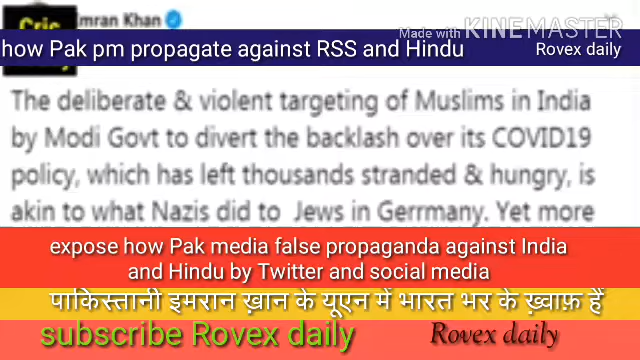 mran Khan
Made with KINEMASTER
how Pak pm propagate against RSS and Hindu
Rovex daily
The deliberate & violent targeting of Muslims in India
by Modi Govt to divert the backlash over its COVID19
policy, which has left thousands stranded & hungry, is
akin to what Nazis did to Jews in Gerrmany. Yet more
expose how Pak media false propaganda against India
and Hindu by Twitter and social media
पाकिस्तानी इमरान ख़ान के यूएन में भारत भर के ख़्वाफ़ हैं
subscribe Rovex daily
Rovex daily